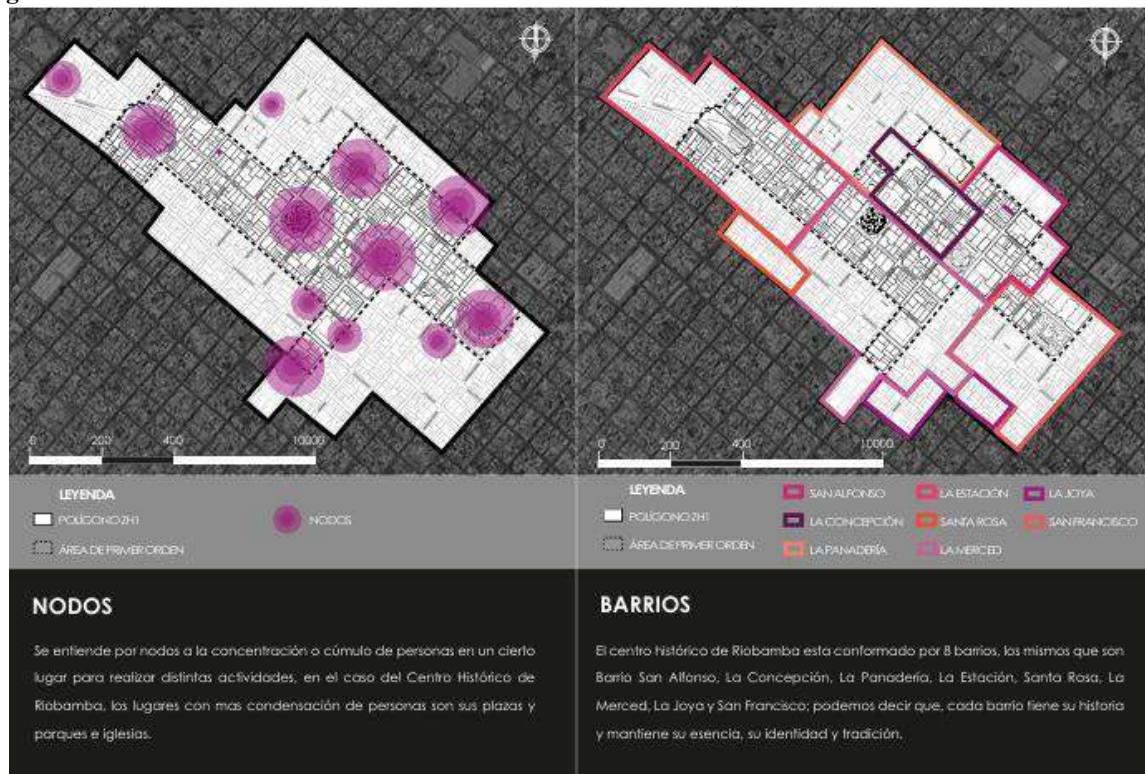 0 200 400 10000
LEYENDA
POLÍGONO ZH1
NODOS
ÁREA DE PRIMER ORDEN
NODOS
Se entiende por nodos a la concentración o cúmulo de personas en un cierto
lugar para realizar distintas actividades, en el caso del Centro Histórico de
Riobamba, los lugares con mas condensación de personas son sus plazas y
parques e iglesias.
0 200 400 10000
LEYENDA
POLÍGONO ZH1
ÁREA DE PRIMER ORDEN
SAN ALFONSO
LA ESTACIÓN
LA JOYA
LA CONCEPCIÓN
SANTA ROSA
SAN FRANCISCO
LA PANADERÍA
LA MERCED
BARRIOS
El centro histórico de Riobamba esta conformado por 8 barrios, los mismos que son
Barrio San Alfonso, La Concepción, La Panadería, La Estación, Santa Rosa, La
Merced, La Joya y San Francisco; podemos decir que, cada barrio tiene su historia
y mantiene su esencia, su identidad y tradición.